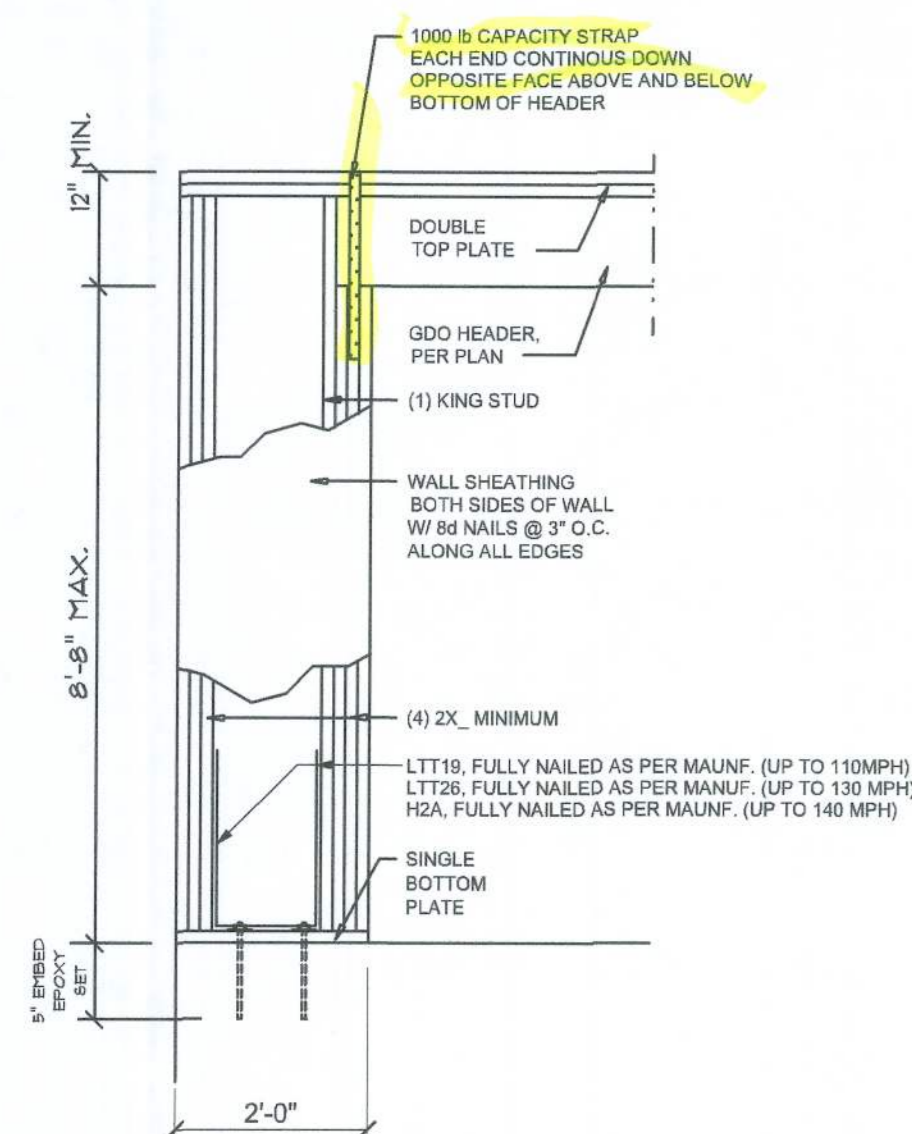 1000 lb CAPACITY STRAP
EACH END CONTINOUS DOWN
OPPOSITE FACE ABOVE AND BELOW
BOTTOM OF HEADER
12" MIN.
DOUBLE
TOP PLATE
GDO HEADER,
PER PLAN
(1) KING STUD
WALL SHEATHING
BOTH SIDES OF WALL
W/ 8d NAILS @ 3" O.C.
ALONG ALL EDGES
8'-8" MAX.
(4) 2X_ MINIMUM
LTT19, FULLY NAILED AS PER MAUNF. (UP TO 110MPH)
LTT26, FULLY NAILED AS PER MANUF. (UP TO 130 MPH)
H2A, FULLY NAILED AS PER MAUNF. (UP TO 140 MPH)
SINGLE
BOTTOM
PLATE
5" EMBED
EPOXY
SET
2'-0"